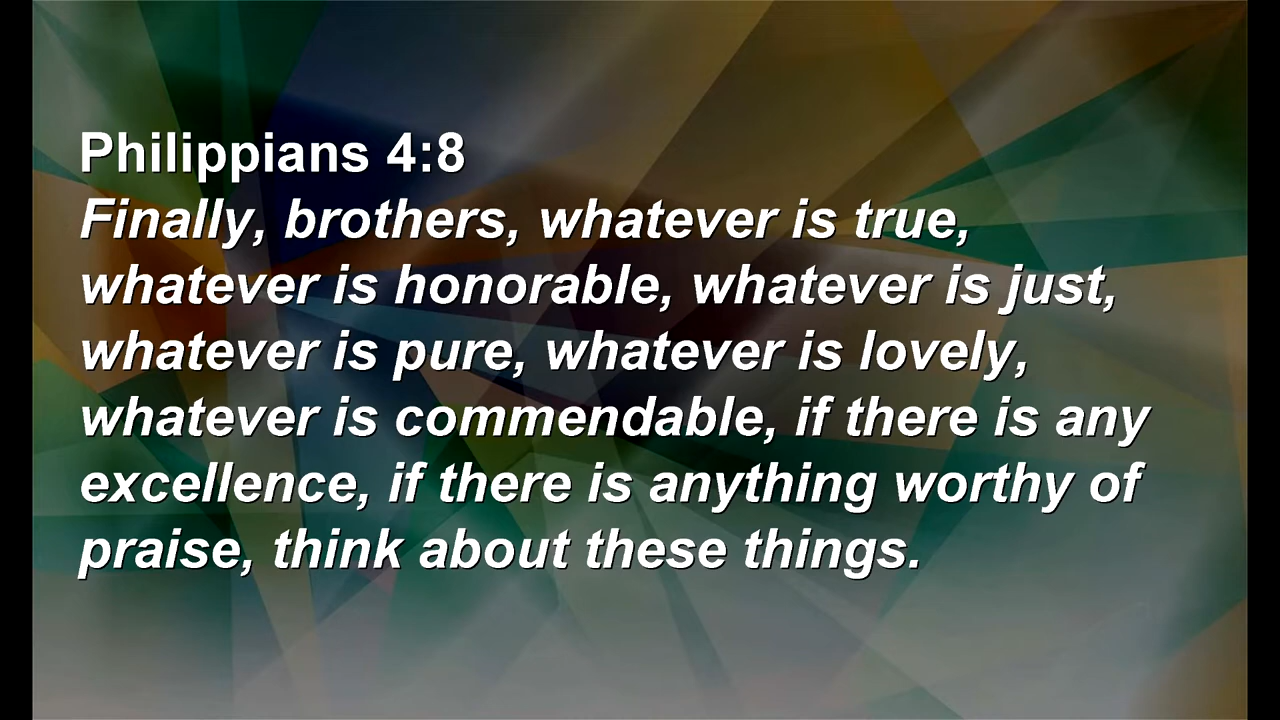 Philippians 4:8
Finally, brothers, whatever is true,
whatever is honorable, whatever is just,
whatever is pure, whatever is lovely,
whatever is commendable, if there is any
excellence, if there is anything worthy of
praise, think about these things.